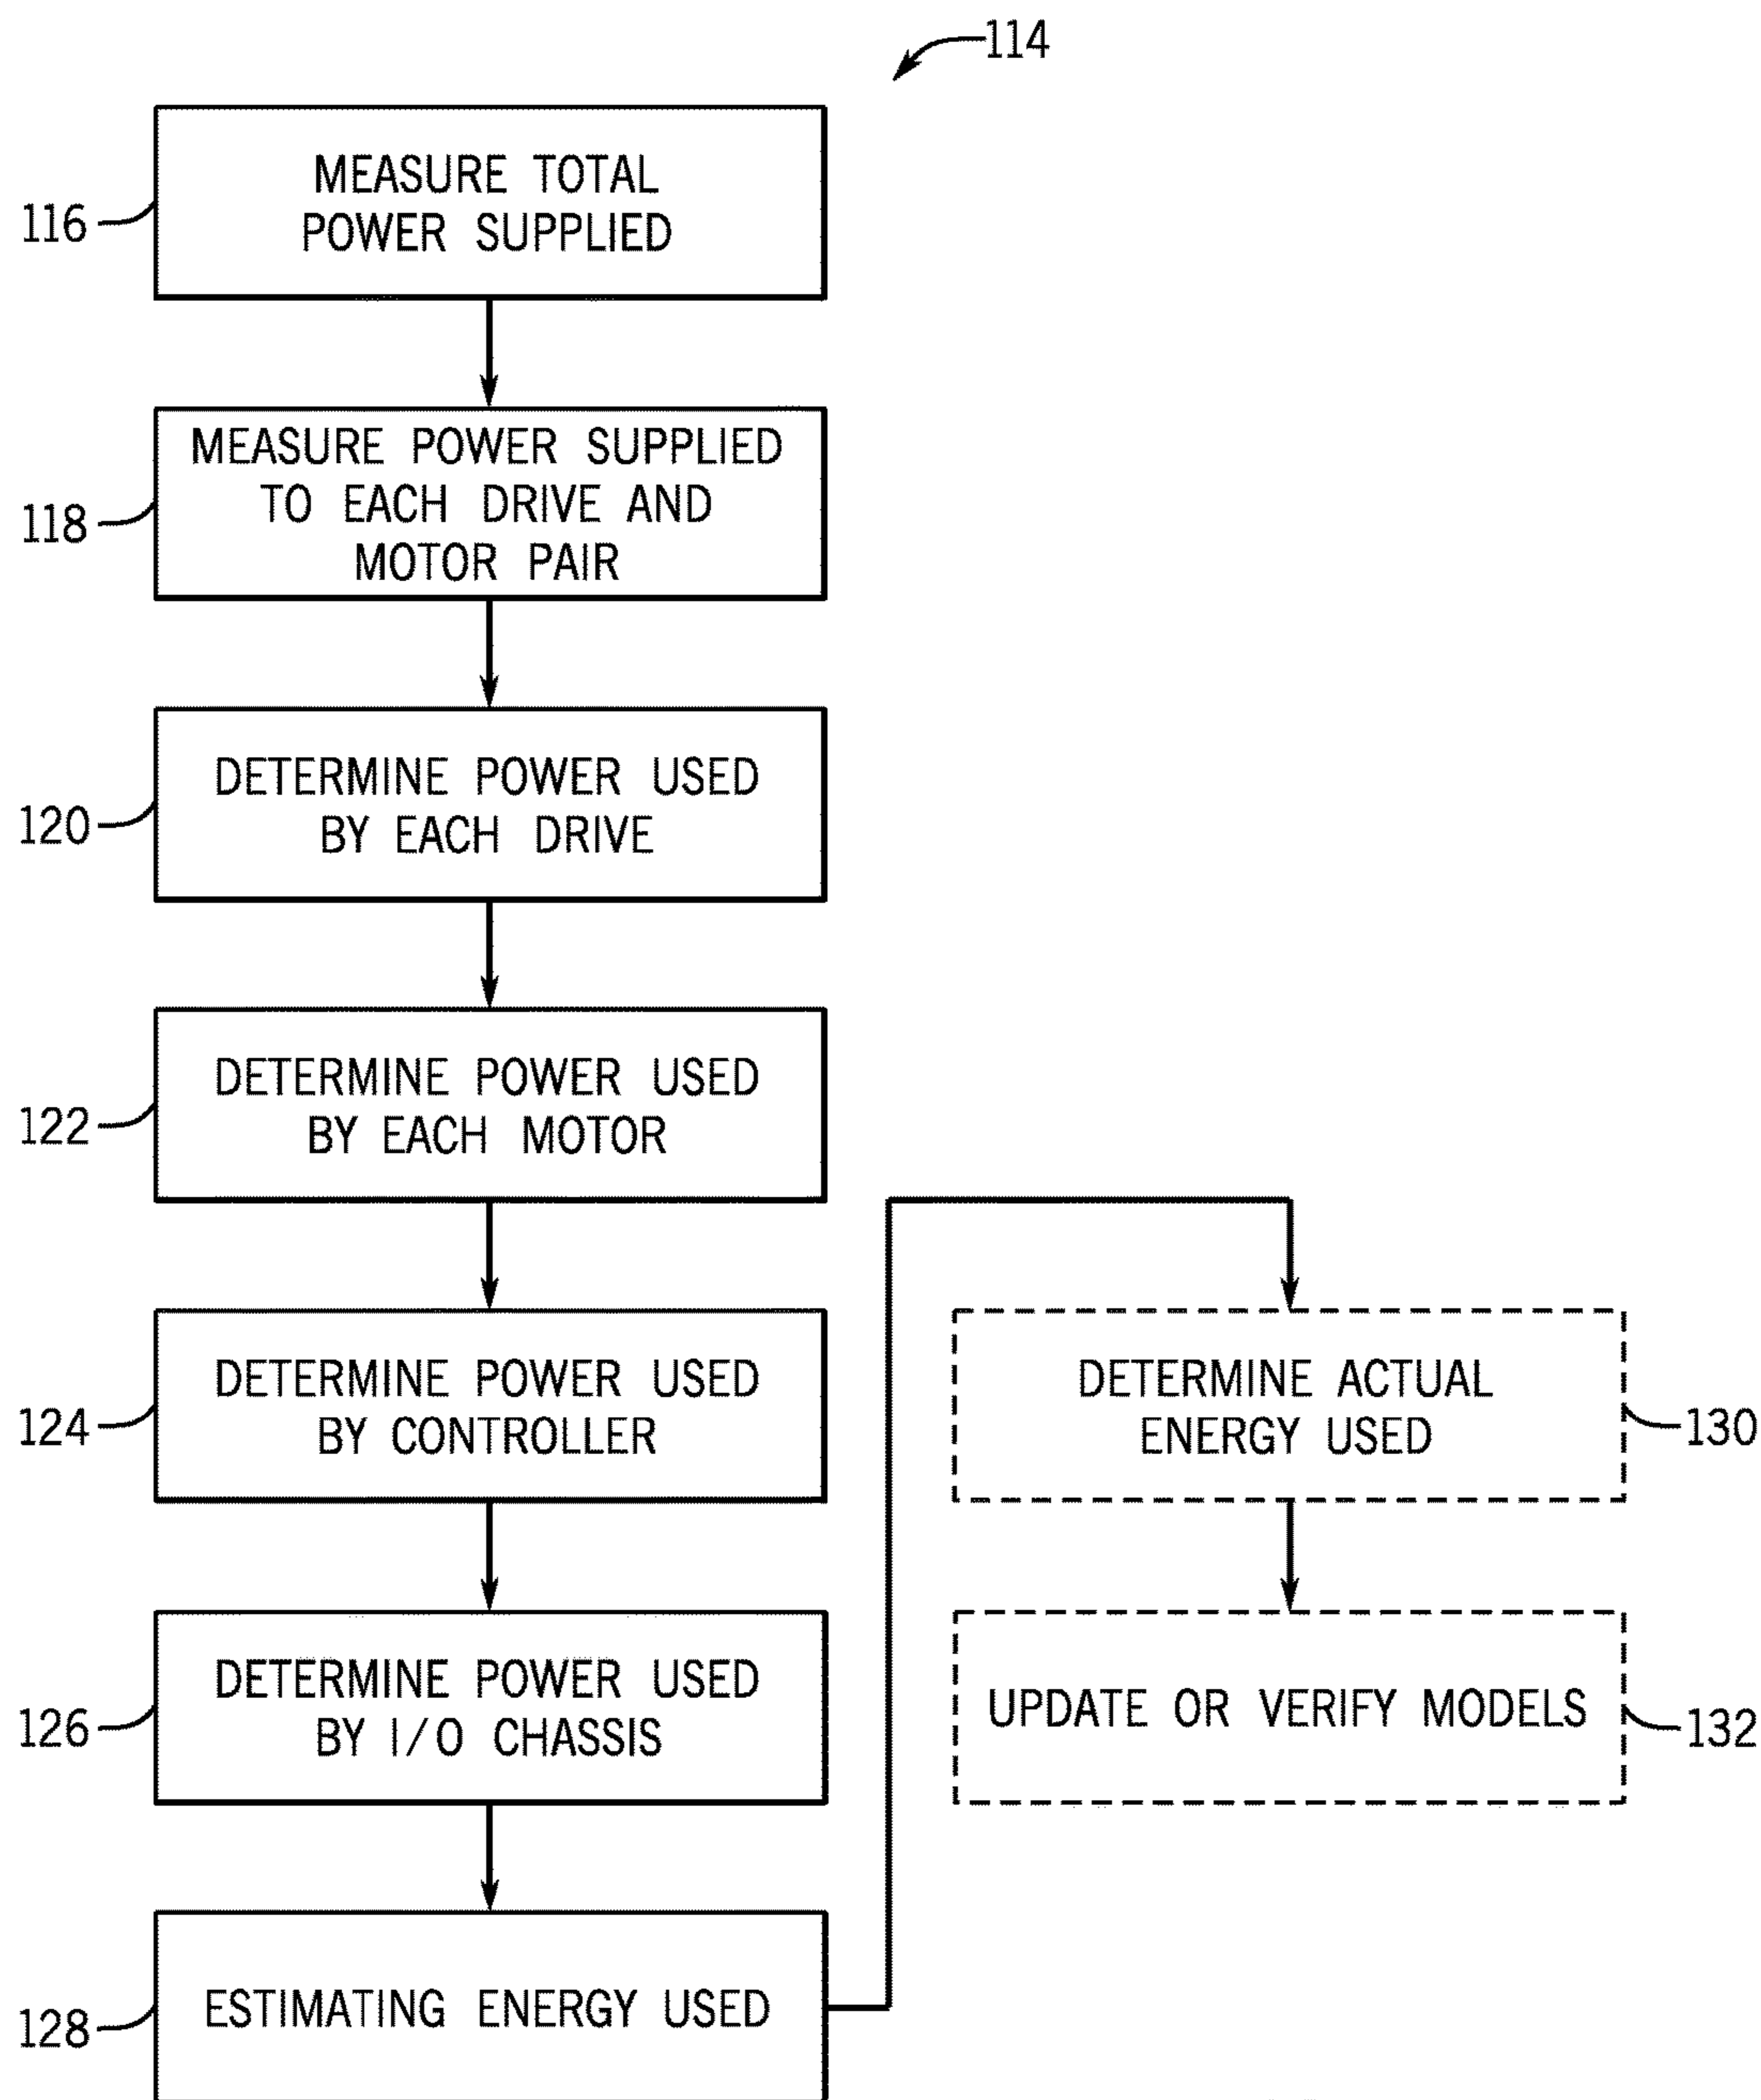 114
MEASURE TOTAL
POWER SUPPLIED
116
MEASURE POWER SUPPLIED
TO EACH DRIVE AND
MOTOR PAIR
118
DETERMINE POWER USED
BY EACH DRIVE
120
DETERMINE POWER USED
BY EACH MOTOR
122
DETERMINE POWER USED
BY CONTROLLER
124
DETERMINE POWER USED
BY I/O CHASSIS
126
ESTIMATING ENERGY USED
128
DETERMINE ACTUAL
ENERGY USED
130
UPDATE OR VERIFY MODELS
132